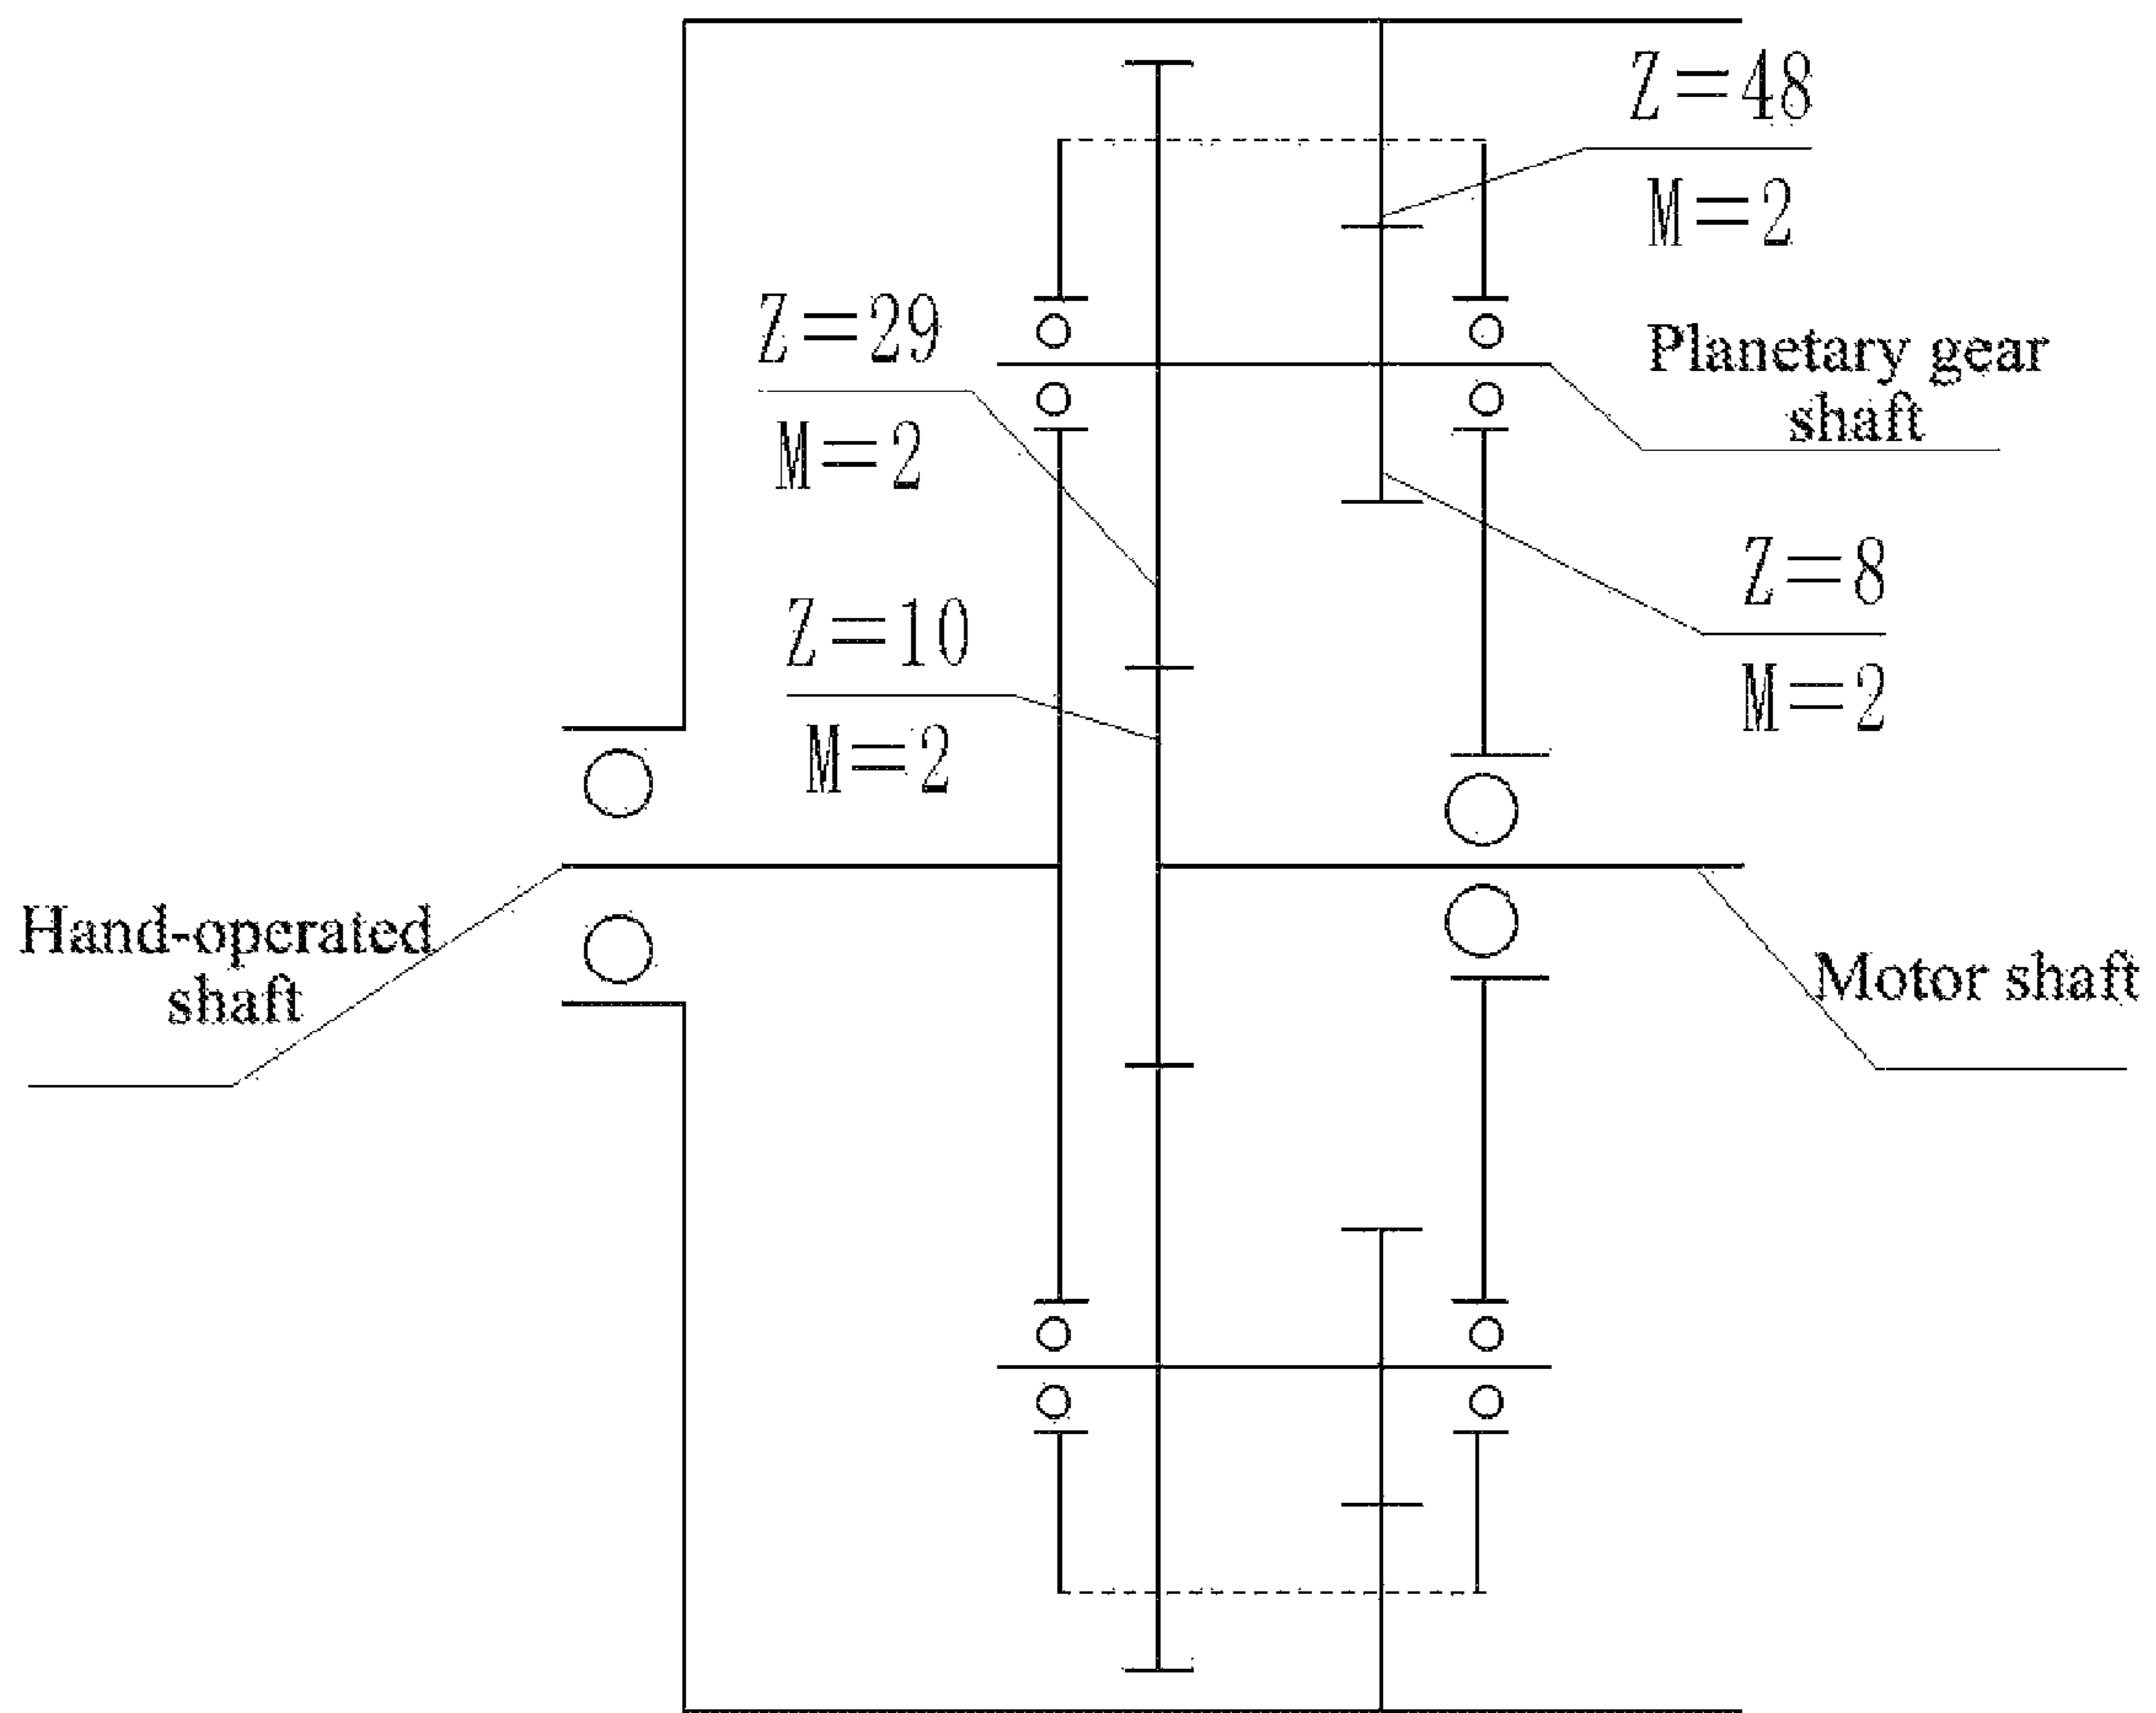 Z=48
M=2
Z=29
M=2
Planetary gear
shaft
Z=8
M=2
Z=10
M=2
Hand-operated
shaft
Motor shaft